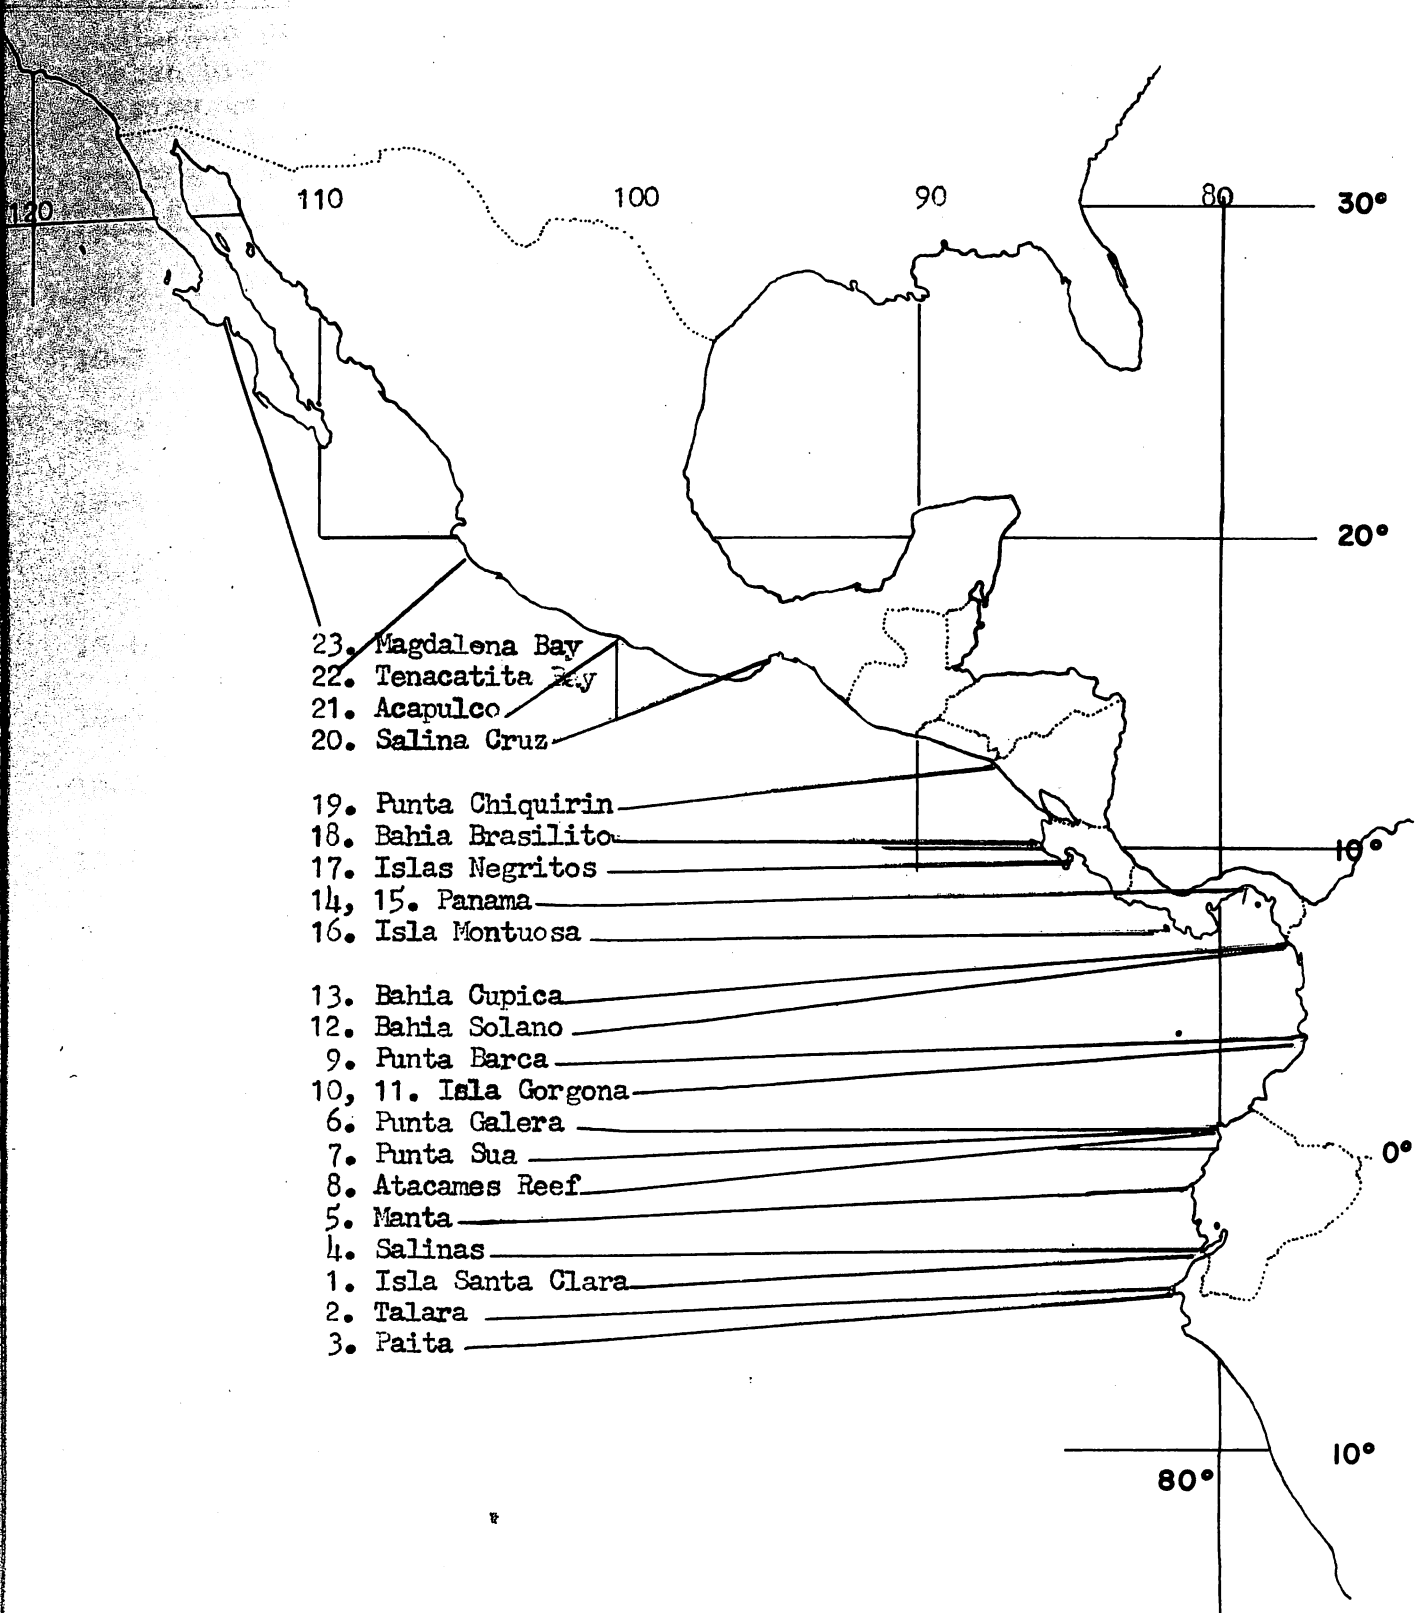 110 100 90 80 30°
120
20°
23. Magdalena Bay
22. Tenacatita Bay
21. Acapulco
20. Salina Cruz
19. Punta Chiquirin
18. Bahia Brasilito
10°
17. Islas Negritos
14, 15. Panama
16. Isla Montuosa
13. Bahia Cupica
12. Bahia Solano
9. Punta Barca
10, 11. Isla Gorgona
6. Punta Galera
7. Punta Sua 0°
8. Atacames Reef
5. Manta
4. Salinas
1. Isla Santa Clara
2. Talara
3. Paita
10°
80°